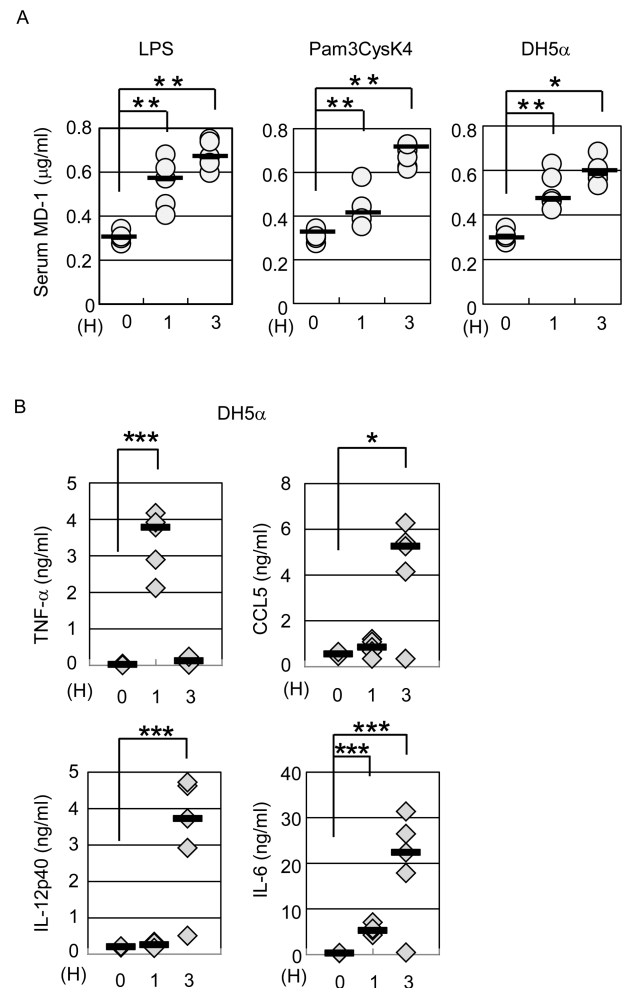 A
LPS
Pam3CysK4
DH5α
* *
* *
* *
* *
*
* *
Serum MD-1 (μg/ml)
0.8
0.6
0.4
0.2
0
(H) 0 1 3
0.8
0.6
0.4
0.2
0
(H) 0 1 3
0.8
0.6
0.4
0.2
0
(H) 0 1 3
B
DH5α
***
TNF-α (ng/ml)
5
4
3
2
1
0
(H) 0 1 3
*
CCL5 (ng/ml)
8
6
4
2
0
(H) 0 1 3
***
IL-12p40 (ng/ml)
5
4
3
2
1
0
(H) 0 1 3
***
***
IL-6 (ng/ml)
40
30
20
10
0
(H) 0 1 3